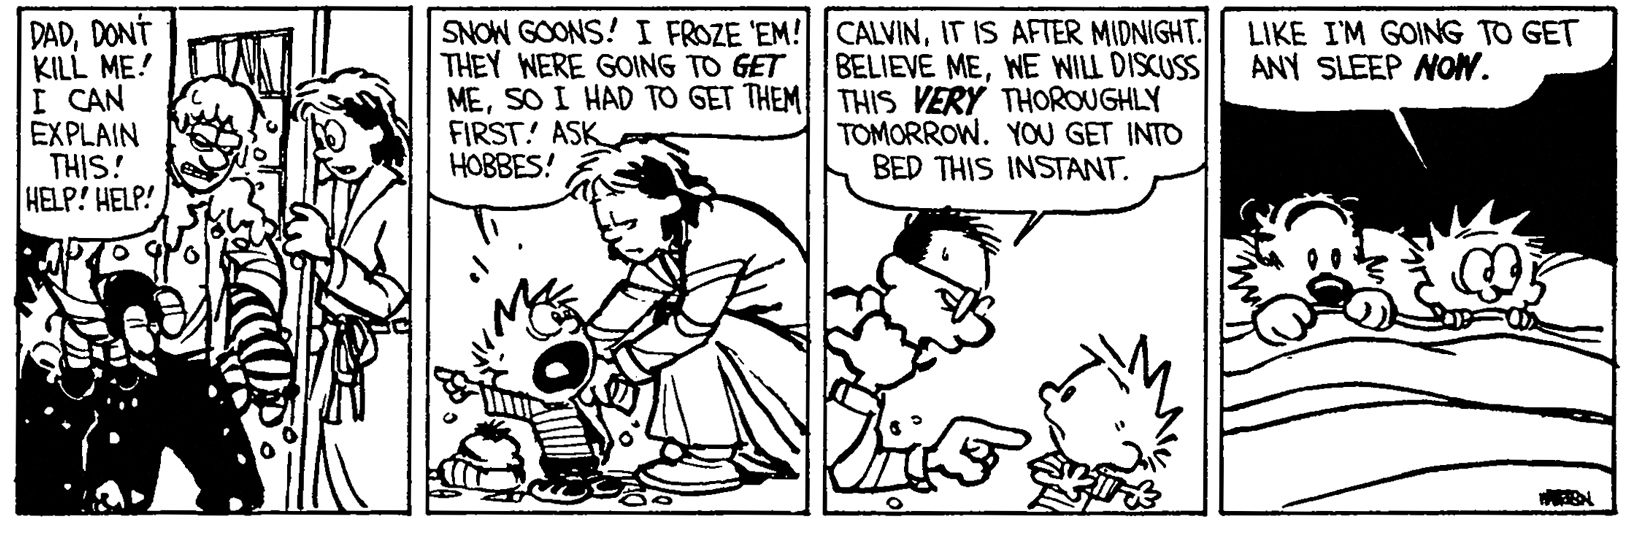 DAD, DON'T
KILL ME!
I CAN
EXPLAIN
THIS!
HELP! HELP!
SNOW GOONS! I FROZE 'EM!
THEY WERE GOING TO GET
ME, SO I HAD TO GET THEM
FIRST! ASK
HOBBES!
CALVIN, IT IS AFTER MIDNIGHT.
BELIEVE ME, WE WILL DISCUSS
THIS VERY THOROUGHLY
TOMORROW. YOU GET INTO
BED THIS INSTANT.
LIKE I'M GOING TO GET
ANY SLEEP NOW.